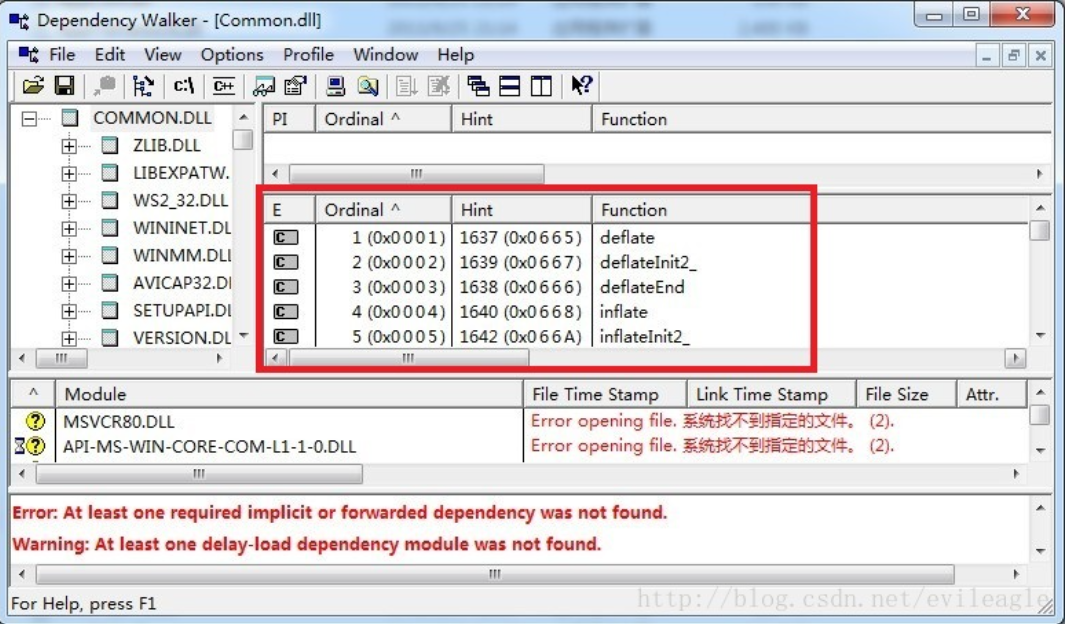 Dependency Walker - [Common.dll]
File Edit View Options Profile Window Help
c:\ C++
COMMON.DLL
ZLIB.DLL
LIBEXPATW.
WS2_32.DLL
WININET.DL
WINMM.DLL
AVICAP32.D
SETUPAPI.DL
VERSION.DL
PI Ordinal ^ Hint Function
E Ordinal ^ Hint Function
C 1 (0x0001) 1637 (0x0665) deflate
C 2 (0x0002) 1639 (0x0667) deflateInit2_
C 3 (0x0003) 1638 (0x0666) deflateEnd
C 4 (0x0004) 1640 (0x0668) inflate
C 5 (0x0005) 1642 (0x066A) inflateInit2_
^ Module File Time Stamp Link Time Stamp File Size Attr.
? MSVCR80.DLL Error opening file. 系统找不到指定的文件。 (2).
? API-MS-WIN-CORE-COM-L1-1-0.DLL Error opening file. 系统找不到指定的文件。 (2).
Error: At least one required implicit or forwarded dependency was not found.
Warning: At least one delay-load dependency module was not found.
For Help, press F1
http://blog.csdn.net/evileagle